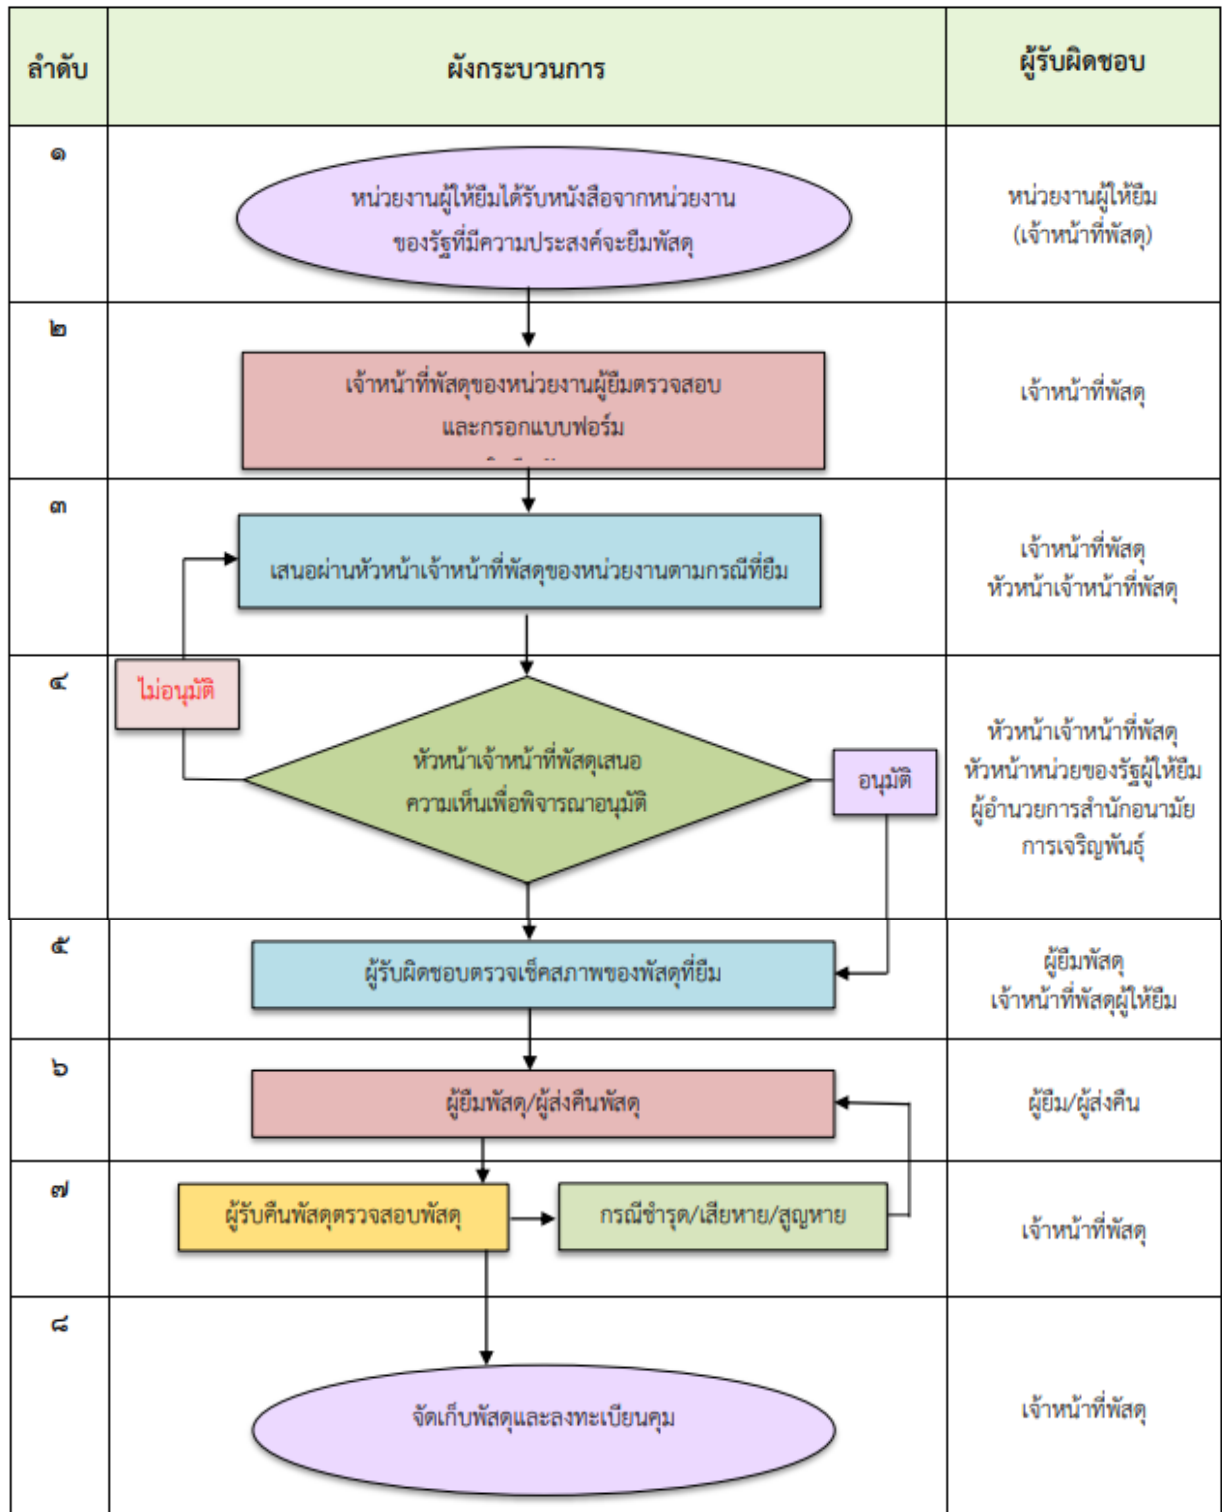 ลำดับ
ผังกระบวนการ
ผู้รับผิดชอบ
๑
หน่วยงานผู้ให้ยืมได้รับหนังสือจากหน่วยงาน
ของรัฐที่มีความประสงค์จะยืมพัสดุ
หน่วยงานผู้ให้ยืม
(เจ้าหน้าที่พัสดุ)
๒
เจ้าหน้าที่พัสดุของหน่วยงานผู้ยืมตรวจสอบ
และกรอกแบบฟอร์ม
เจ้าหน้าที่พัสดุ
๓
เสนอผ่านหัวหน้าเจ้าหน้าที่พัสดุของหน่วยงานตามกรณีที่ยืม
เจ้าหน้าที่พัสดุ
หัวหน้าเจ้าหน้าที่พัสดุ
๔
ไม่อนุมัติ
หัวหน้าเจ้าหน้าที่พัสดุเสนอ
ความเห็นเพื่อพิจารณาอนุมัติ
อนุมัติ
หัวหน้าเจ้าหน้าที่พัสดุ
หัวหน้าหน่วยของรัฐผู้ให้ยืม
ผู้อำนวยการสำนักอนามัย
การเจริญพันธุ์
๕
ผู้รับผิดชอบตรวจเช็คสภาพของพัสดุที่ยืม
ผู้ยืมพัสดุ
เจ้าหน้าที่พัสดุผู้ให้ยืม
๖
ผู้ยืมพัสดุ/ผู้ส่งคืนพัสดุ
ผู้ยืม/ผู้ส่งคืน
๗
ผู้รับคืนพัสดุตรวจสอบพัสดุ
กรณีชำรุด/เสียหาย/สูญหาย
เจ้าหน้าที่พัสดุ
๘
จัดเก็บพัสดุและลงทะเบียนคุม
เจ้าหน้าที่พัสดุ